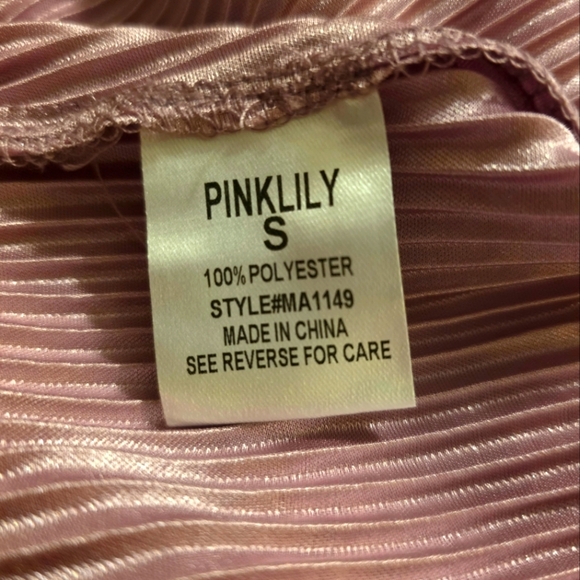 PINKLILY
S
100% POLYESTER
STYLE#MA1149
MADE IN CHINA
SEE REVERSE FOR CARE